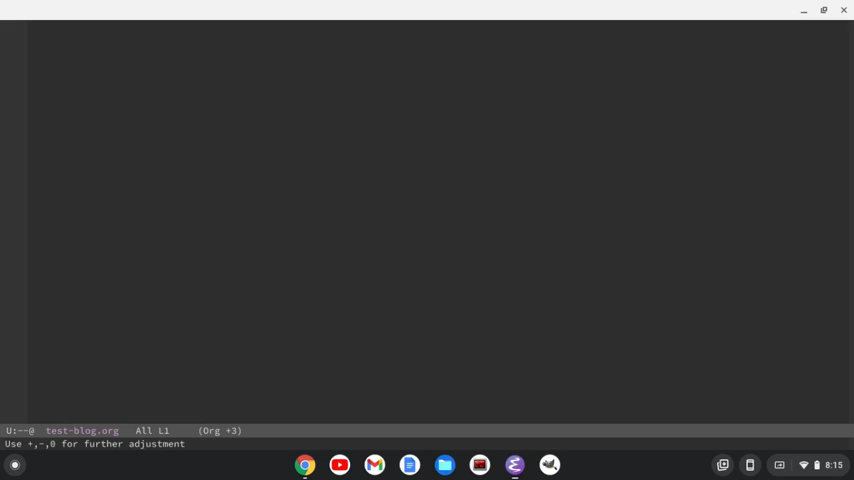 U:--@ test-blog.org All L1 (Org +3)
Use +,-,0 for further adjustment
8:15